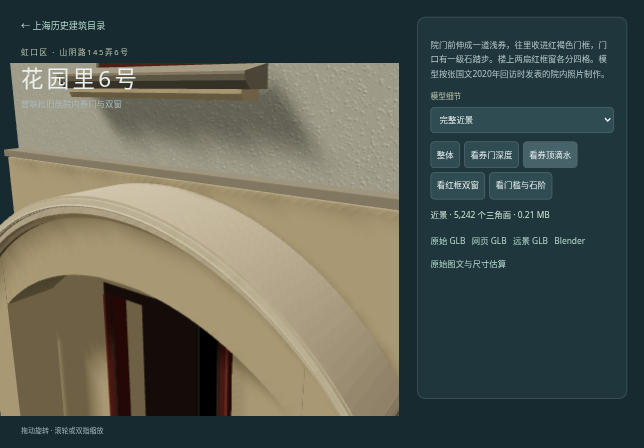 ← 上海历史建筑目录
虹口区 · 山阴路145弄6号
花园里6号
院门前伸成一道浅券，往里收进红褐色门框，门
口有一级石踏步。楼上两扇红框窗各分四格。模
型按张国文2020年回访时发表的院内照片制作。
模型细节
完整近景
整体
看券门深度
看券顶滴水
看红框双窗
看门槛与石阶
近景 · 5,242 个三角面 · 0.21 MB
原始 GLB 网页 GLB 远景 GLB Blender
原始图文与尺寸估算
拖动旋转 · 滚轮或双指缩放